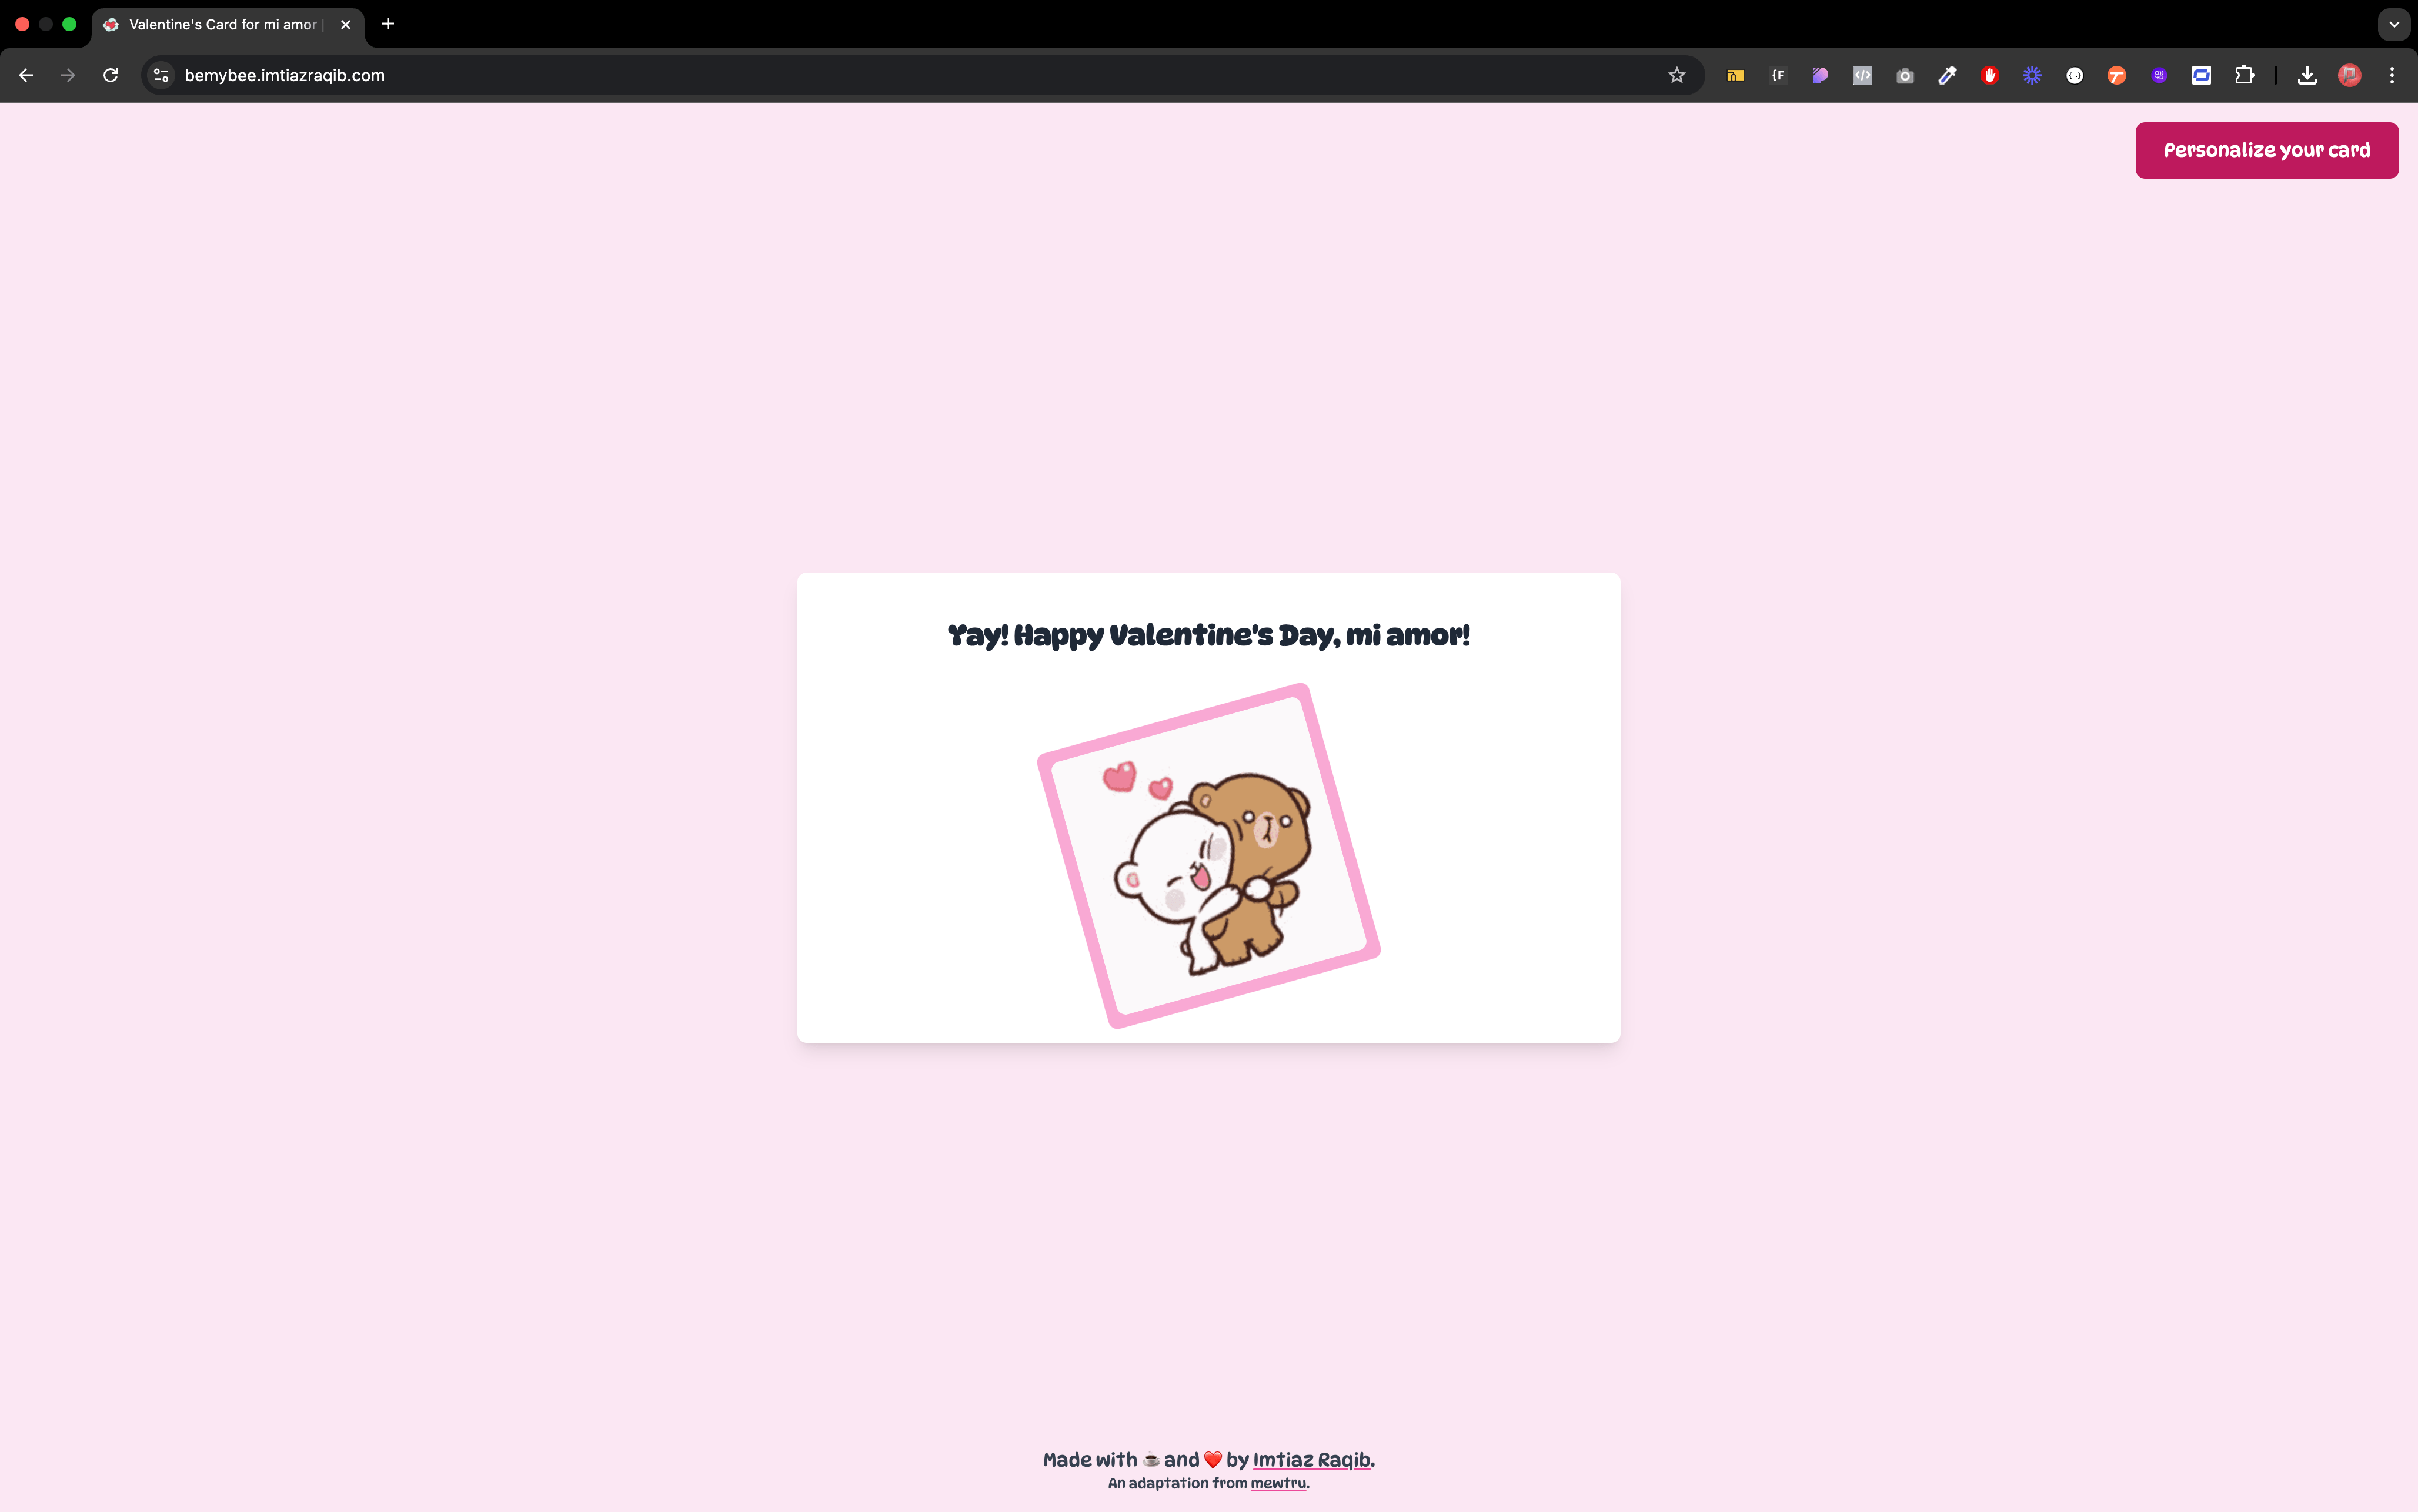 Valentine's Card for mi amor |
bemybee.imtiazraqib.com
Personalize your card
Yay! Happy Valentine's Day, mi amor!
Made with ☕ and ❤️ by Imtiaz Raqib.
An adaptation from mewtru.